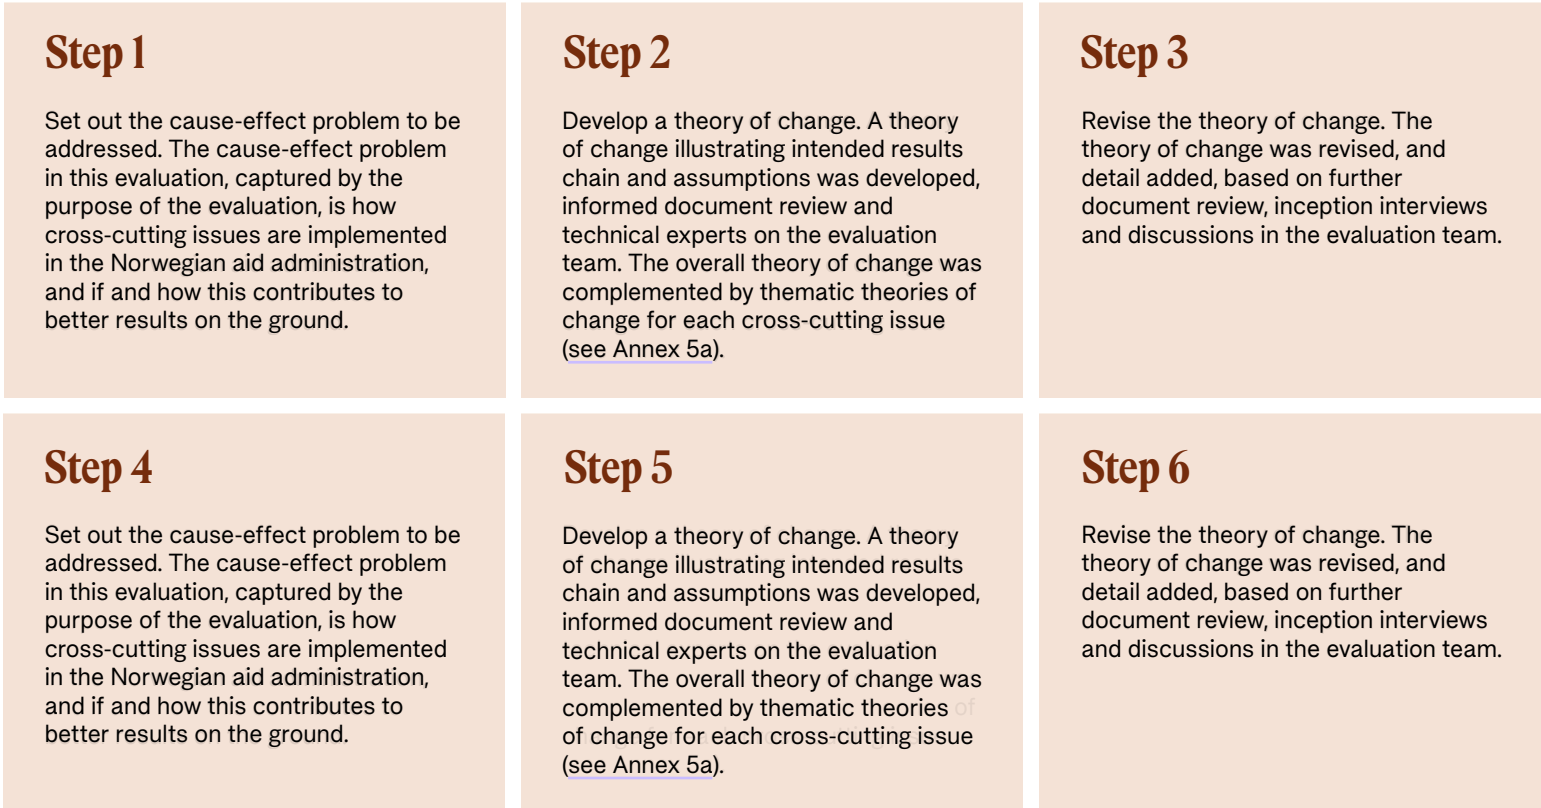 Step 1
Set out the cause-effect problem to be
addressed. The cause-effect problem
in this evaluation, captured by the
purpose of the evaluation, is how
cross-cutting issues are implemented
in the Norwegian aid administration,
and if and how this contributes to
better results on the ground.
Step 2
Develop a theory of change. A theory
of change illustrating intended results
chain and assumptions was developed,
informed document review and
technical experts on the evaluation
team. The overall theory of change was
complemented by thematic theories of
change for each cross-cutting issue
(see Annex 5a).
Step 3
Revise the theory of change. The
theory of change was revised, and
detail added, based on further
document review, inception interviews
and discussions in the evaluation team.
Step 4
Set out the cause-effect problem to be
addressed. The cause-effect problem
in this evaluation, captured by the
purpose of the evaluation, is how
cross-cutting issues are implemented
in the Norwegian aid administration,
and if and how this contributes to
better results on the ground.
Step 5
Develop a theory of change. A theory
of change illustrating intended results
chain and assumptions was developed,
informed document review and
technical experts on the evaluation
team. The overall theory of change was
complemented by thematic theories
of change for each cross-cutting issue
(see Annex 5a).
Step 6
Revise the theory of change. The
theory of change was revised, and
detail added, based on further
document review, inception interviews
and discussions in the evaluation team.